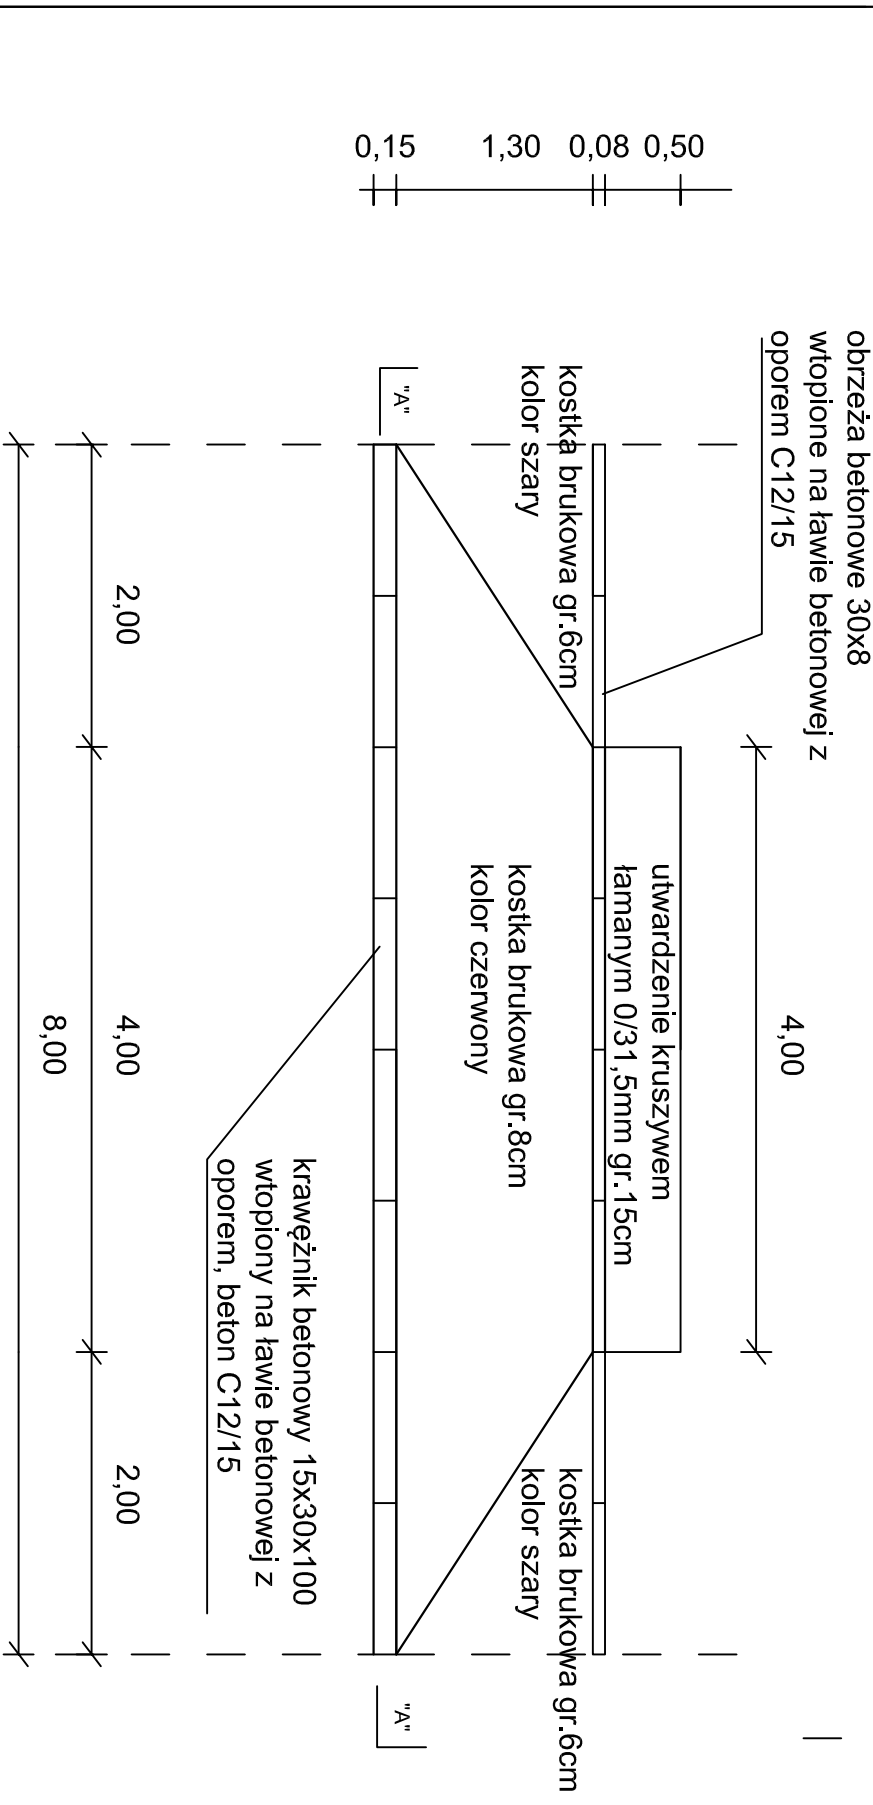 0,15
1,30
0,08
0,50
obrzeża betonowe 30x8
wtopione na ławie betonowej z
oporem C12/15
"A"
kostka brukowa gr.6cm
kolor szary
4,00
utwardzenie kruszywem
łamanym 0/31,5mm gr.15cm
kostka brukowa gr.8cm
kolor czerwony
kostka brukowa gr.6cm
kolor szary
krawężnik betonowy 15x30x100
wtopiony na ławie betonowej z
oporem, beton C12/15
"A"
2,00
4,00
2,00
8,00